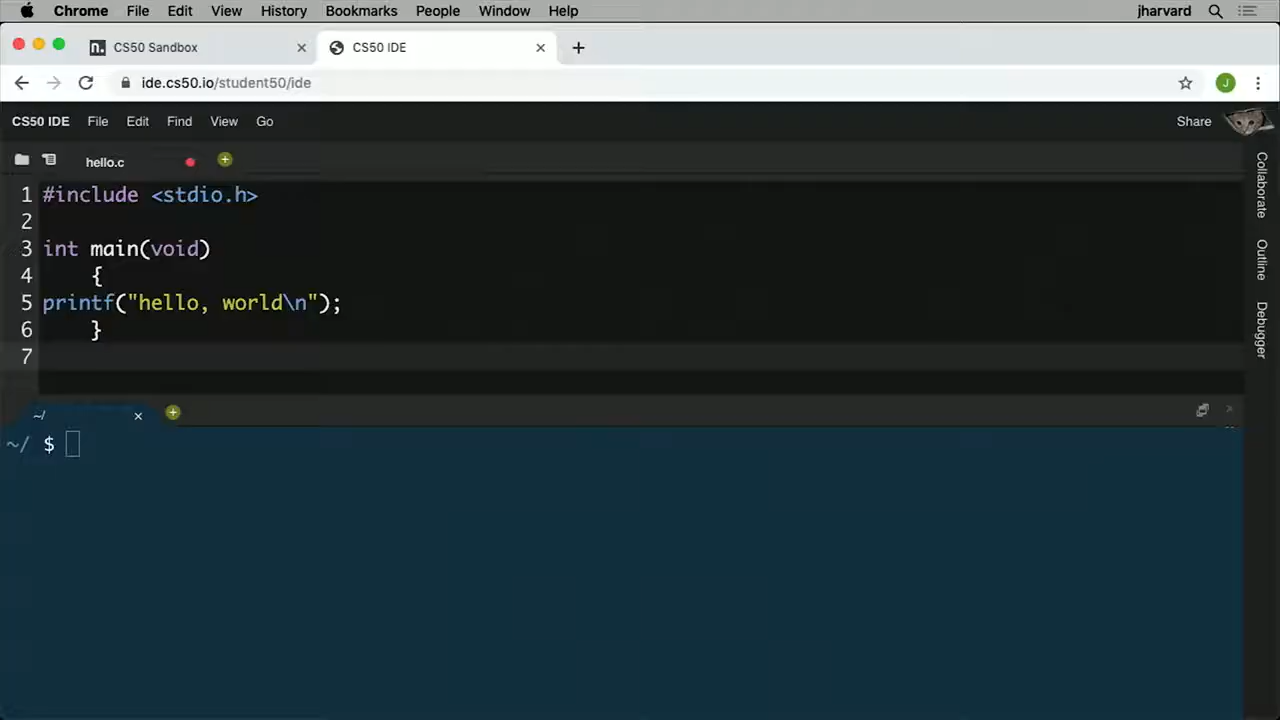 Chrome File Edit View History Bookmarks People Window Help jharvard
n. CS50 Sandbox × CS50 IDE × +
ide.cs50.io/student50/ide J
CS50 IDE File Edit Find View Go Share
hello.c
1 #include <stdio.h>
2
3 int main(void)
4     {
5 printf("hello, world\n");
6     }
7
~/ ×
~/ $
Collaborate
Outline
Debugger